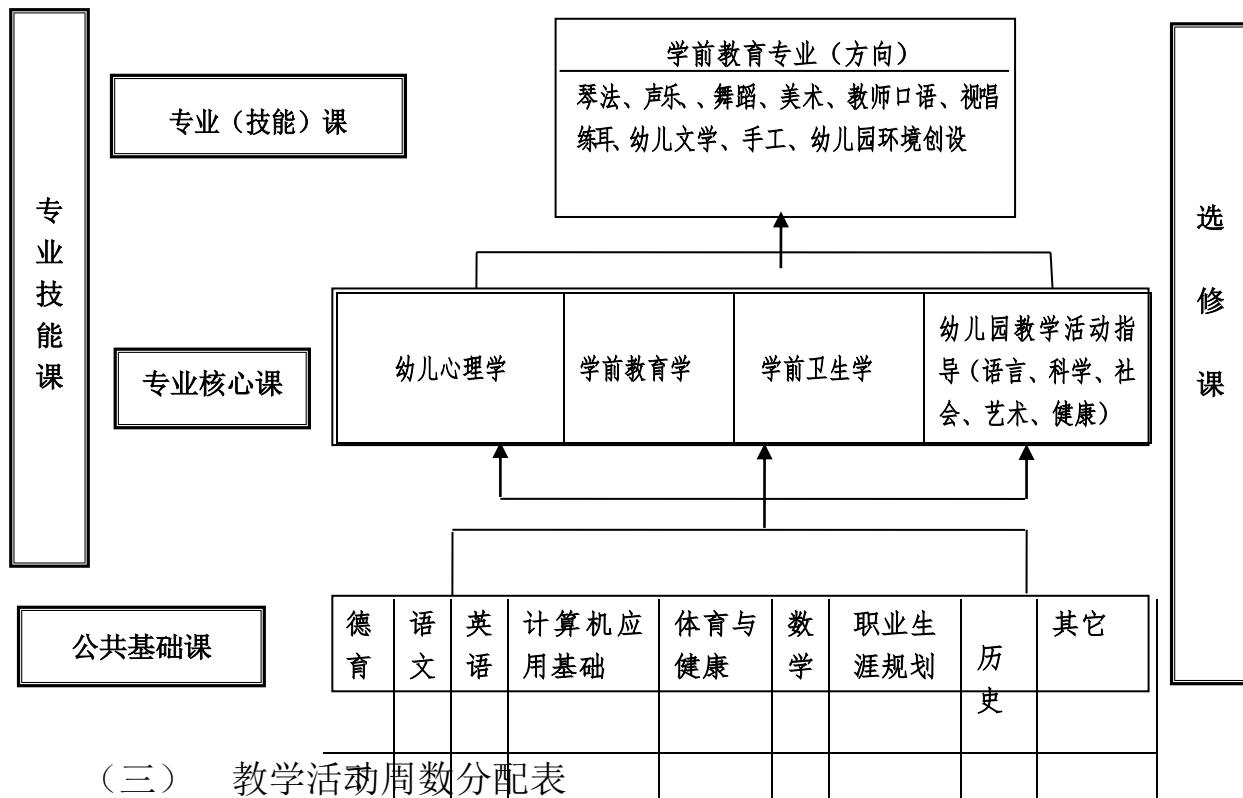 学前教育专业（方向）
琴法、声乐、、舞蹈、美术、教师口语、视唱
练耳、幼儿文学、手工、幼儿园环境创设
专业（技能）课
专
业
技
能
课
选
修
课
专业核心课
幼儿心理学
学前教育学
学前卫生学
幼儿园教学活动指
导（语言、科学、社
会、艺术、健康）
公共基础课
德
育
语
文
英
语
计算机应
用基础
体育与
健康
数
学
职业生
涯规划
历
史
其它
（三） 教学活动周数分配表